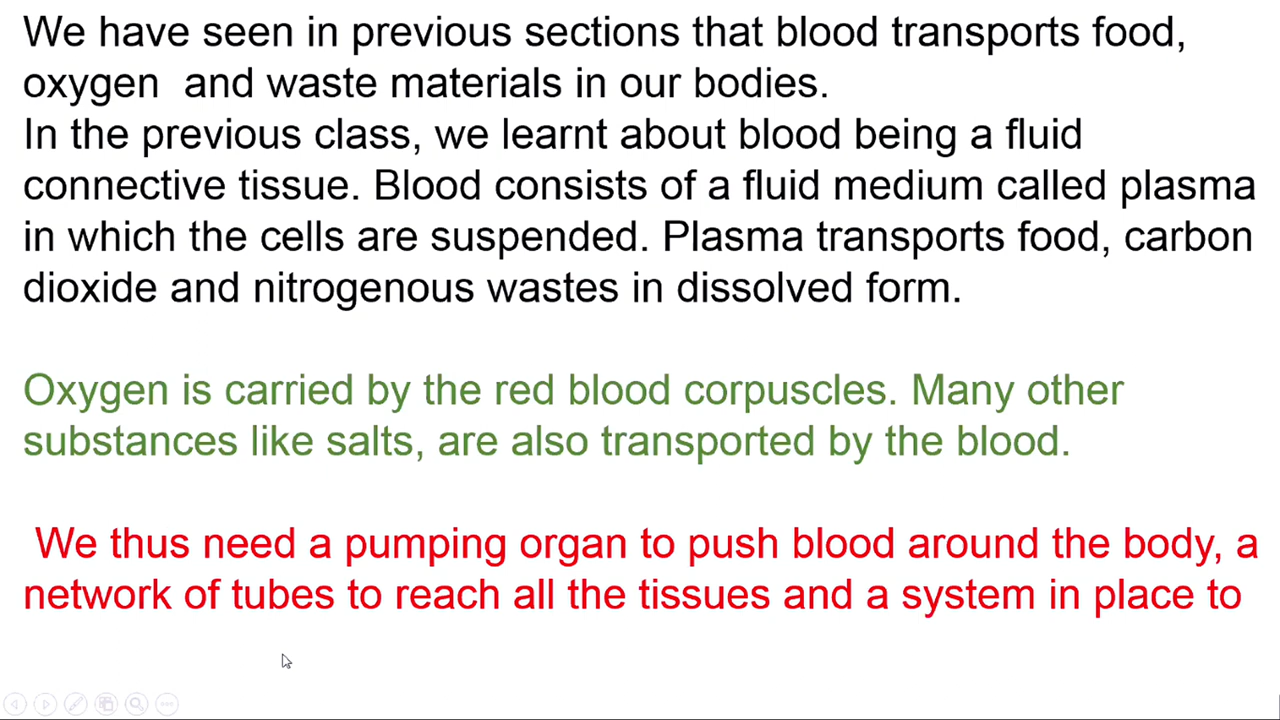 We have seen in previous sections that blood transports food,
oxygen  and waste materials in our bodies.
In the previous class, we learnt about blood being a fluid
connective tissue. Blood consists of a fluid medium called plasma
in which the cells are suspended. Plasma transports food, carbon
dioxide and nitrogenous wastes in dissolved form.
Oxygen is carried by the red blood corpuscles. Many other
substances like salts, are also transported by the blood.
We thus need a pumping organ to push blood around the body, a
network of tubes to reach all the tissues and a system in place to